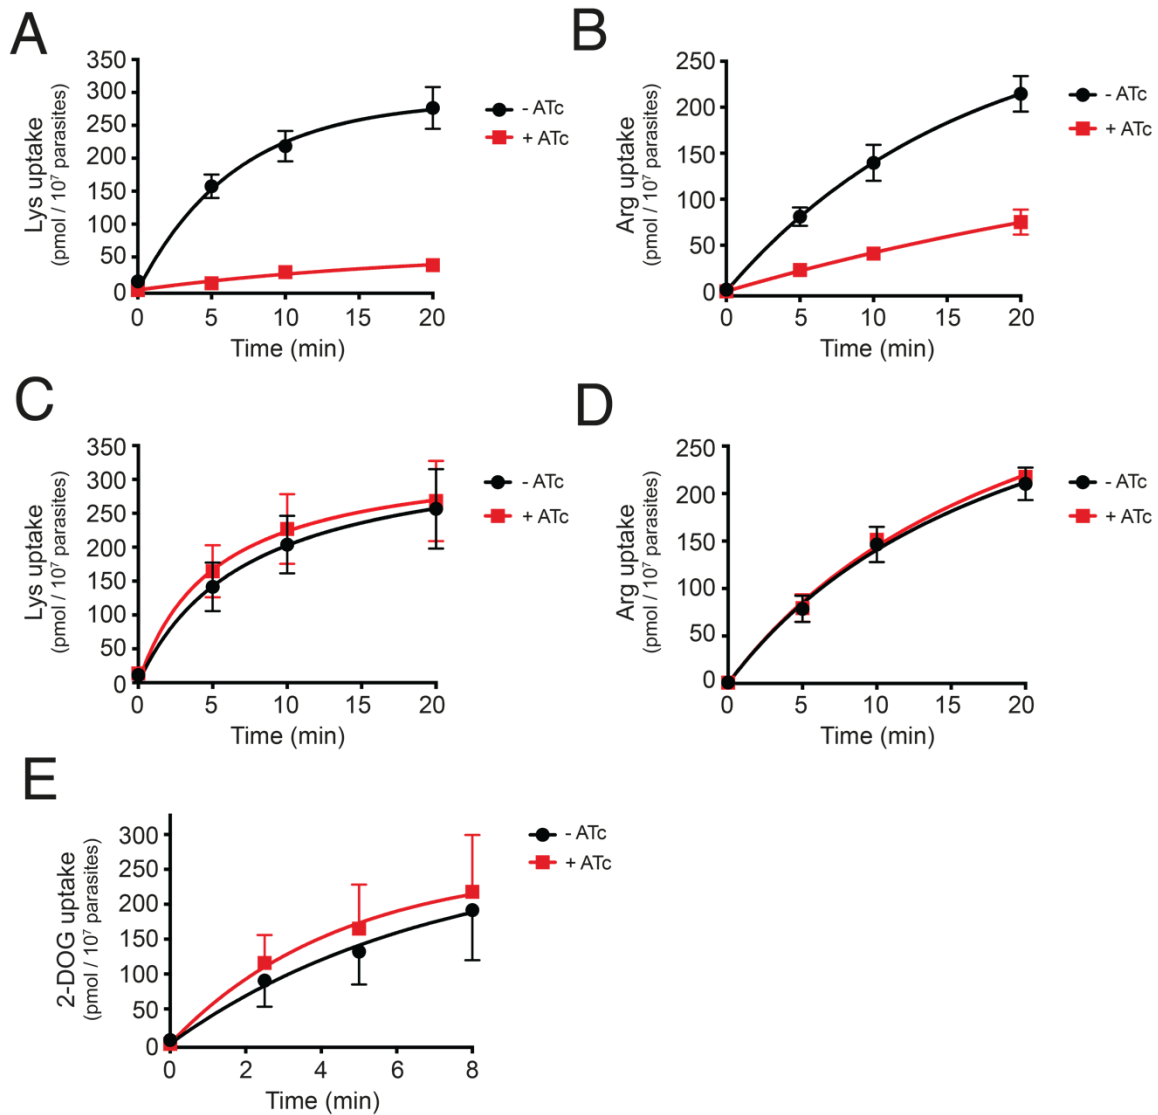 A
Lys uptake
(pmol / 10⁷ parasites)
350
300
250
200
150
100
50
0
0 5 10 15 20
Time (min)
- ATc
+ ATc
B
Arg uptake
(pmol / 10⁷ parasites)
250
200
150
100
50
0
0 5 10 15 20
Time (min)
- ATc
+ ATc
C
Lys uptake
(pmol / 10⁷ parasites)
350
300
250
200
150
100
50
0
0 5 10 15 20
Time (min)
- ATc
+ ATc
D
Arg uptake
(pmol / 10⁷ parasites)
250
200
150
100
50
0
0 5 10 15 20
Time (min)
- ATc
+ ATc
E
2-DOG uptake
(pmol / 10⁷ parasites)
300
250
200
150
100
50
0
0 2 4 6 8
Time (min)
- ATc
+ ATc